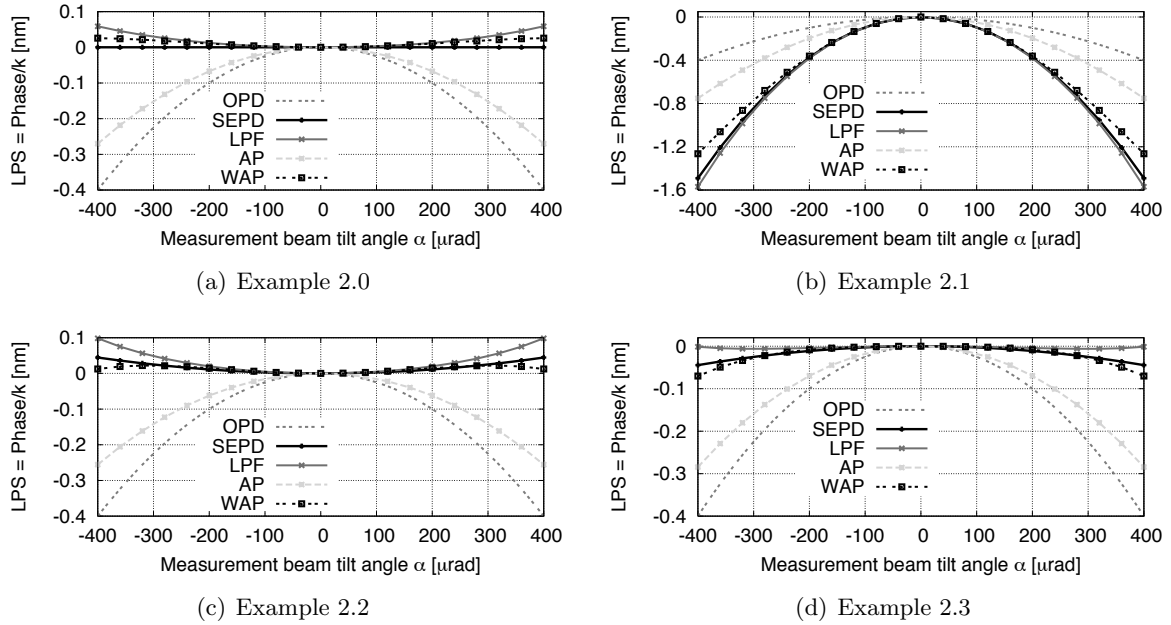 LPS = Phase/k [nm]
0.1
0
-0.1
-0.2
-0.3
-0.4
OPD
SEPD
LPF
AP
WAP
-400 -300 -200 -100 0 100 200 300 400
Measurement beam tilt angle α [μrad]
(a) Example 2.0
LPS = Phase/k [nm]
0
-0.4
-0.8
-1.2
-1.6
OPD
SEPD
LPF
AP
WAP
-400 -300 -200 -100 0 100 200 300 400
Measurement beam tilt angle α [μrad]
(b) Example 2.1
LPS = Phase/k [nm]
0.1
0
-0.1
-0.2
-0.3
-0.4
OPD
SEPD
LPF
AP
WAP
-400 -300 -200 -100 0 100 200 300 400
Measurement beam tilt angle α [μrad]
(c) Example 2.2
LPS = Phase/k [nm]
0
-0.1
-0.2
-0.3
-0.4
OPD
SEPD
LPF
AP
WAP
-400 -300 -200 -100 0 100 200 300 400
Measurement beam tilt angle α [μrad]
(d) Example 2.3